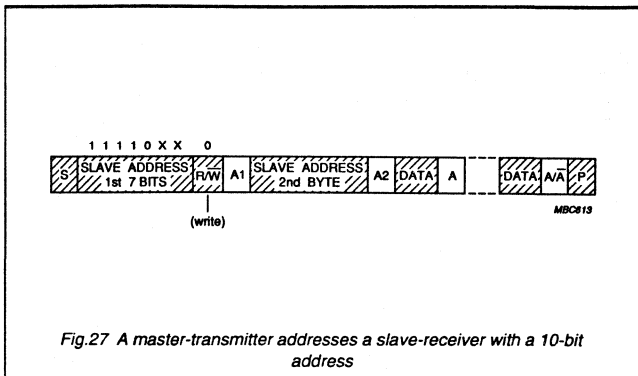 1 1 1 1 0 X X 0
S SLAVE ADDRESS 1st 7 BITS R/W̅ A1 SLAVE ADDRESS 2nd BYTE A2 DATA A DATA A/A̅ P
(write)
MBC613
Fig.27 A master-transmitter addresses a slave-receiver with a 10-bit
address